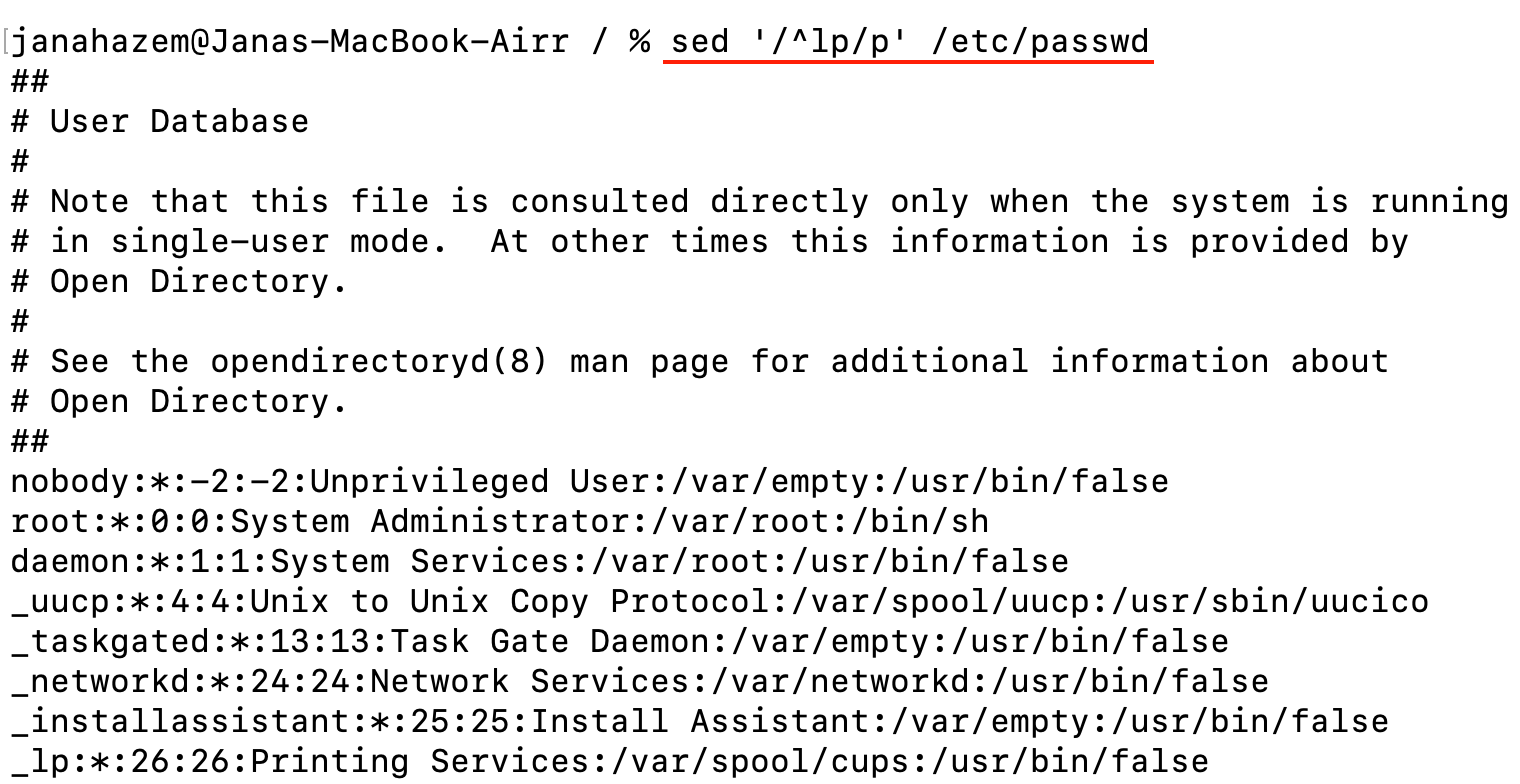 [janahazem@Janas-MacBook-Airr / % sed '/^lp/p' /etc/passwd
##
# User Database
#
# Note that this file is consulted directly only when the system is running
# in single-user mode.  At other times this information is provided by
# Open Directory.
#
# See the opendirectoryd(8) man page for additional information about
# Open Directory.
##
nobody:*:-2:-2:Unprivileged User:/var/empty:/usr/bin/false
root:*:0:0:System Administrator:/var/root:/bin/sh
daemon:*:1:1:System Services:/var/root:/usr/bin/false
_uucp:*:4:4:Unix to Unix Copy Protocol:/var/spool/uucp:/usr/sbin/uucico
_taskgated:*:13:13:Task Gate Daemon:/var/empty:/usr/bin/false
_networkd:*:24:24:Network Services:/var/networkd:/usr/bin/false
_installassistant:*:25:25:Install Assistant:/var/empty:/usr/bin/false
_lp:*:26:26:Printing Services:/var/spool/cups:/usr/bin/false